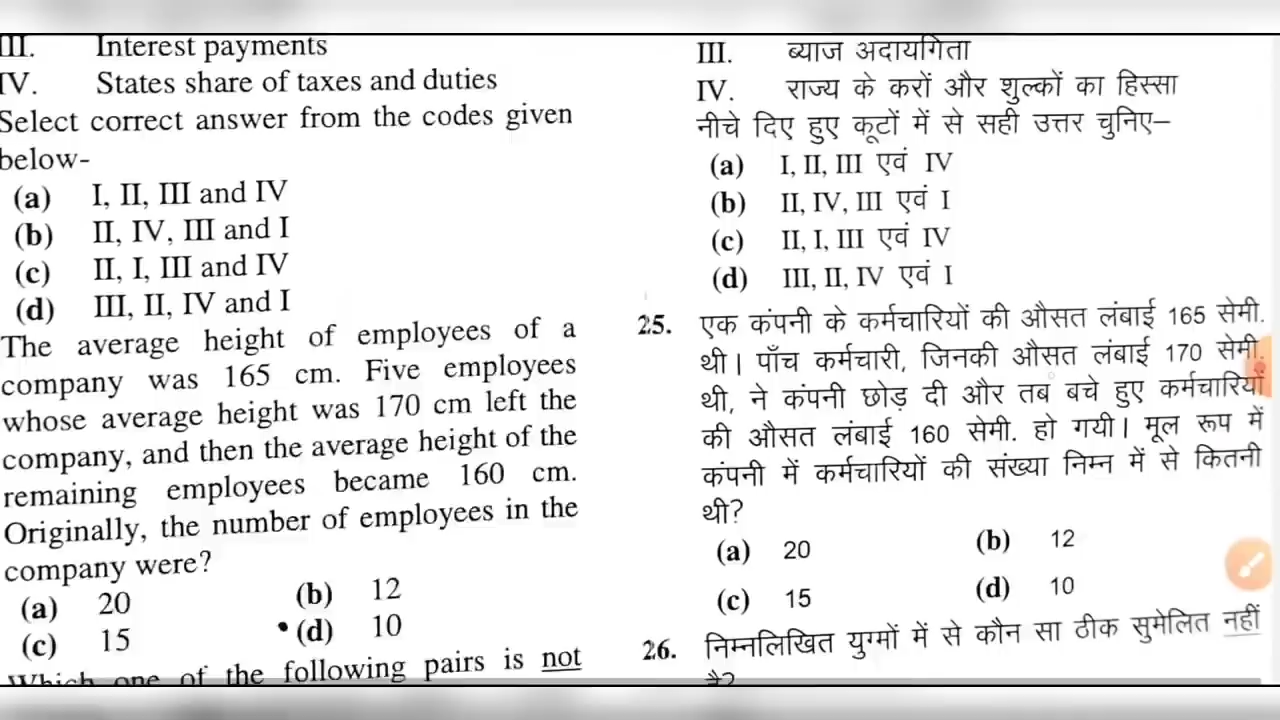 III. Interest payments
IV. States share of taxes and duties
Select correct answer from the codes given
below-
(a) I, II, III and IV
(b) II, IV, III and I
(c) II, I, III and IV
(d) III, II, IV and I
The average height of employees of a
company was 165 cm. Five employees
whose average height was 170 cm left the
company, and then the average height of the
remaining employees became 160 cm.
Originally, the number of employees in the
company were?
(a) 20 (b) 12
(c) 15 (d) 10
Which one of the following pairs is not
III. ब्याज अदायगिता
IV. राज्य के करों और शुल्कों का हिस्सा
नीचे दिए हुए कूटों में से सही उत्तर चुनिए–
(a) I, II, III एवं IV
(b) II, IV, III एवं I
(c) II, I, III एवं IV
(d) III, II, IV एवं I
25. एक कंपनी के कर्मचारियों की औसत लंबाई 165 सेमी.
थी। पाँच कर्मचारी, जिनकी औसत लंबाई 170 सेमी.
थी, ने कंपनी छोड़ दी और तब बचे हुए कर्मचारियों
की औसत लंबाई 160 सेमी. हो गयी। मूल रूप में
कंपनी में कर्मचारियों की संख्या निम्न में से कितनी
थी?
(a) 20 (b) 12
(c) 15 (d) 10
26. निम्नलिखित युग्मों में से कौन सा ठीक सुमेलित नहीं
है?